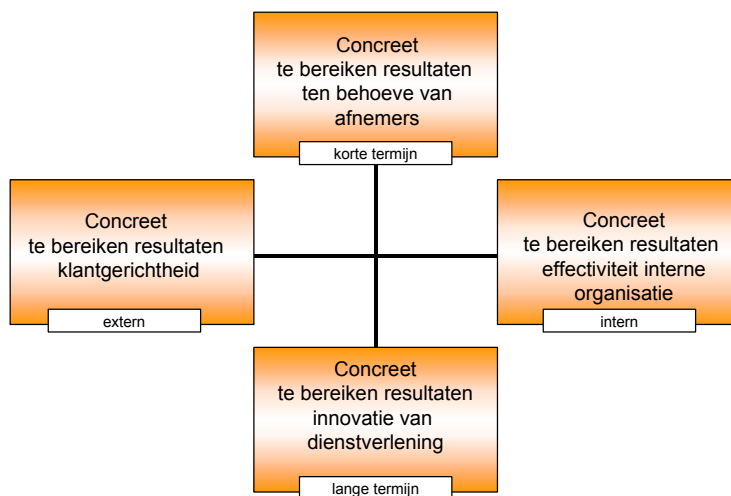 Concreet
te bereiken resultaten
ten behoeve van
afnemers
korte termijn
Concreet
te bereiken resultaten
klantgerichtheid
extern
Concreet
te bereiken resultaten
effectiviteit interne
organisatie
intern
Concreet
te bereiken resultaten
innovatie van
dienstverlening
lange termijn